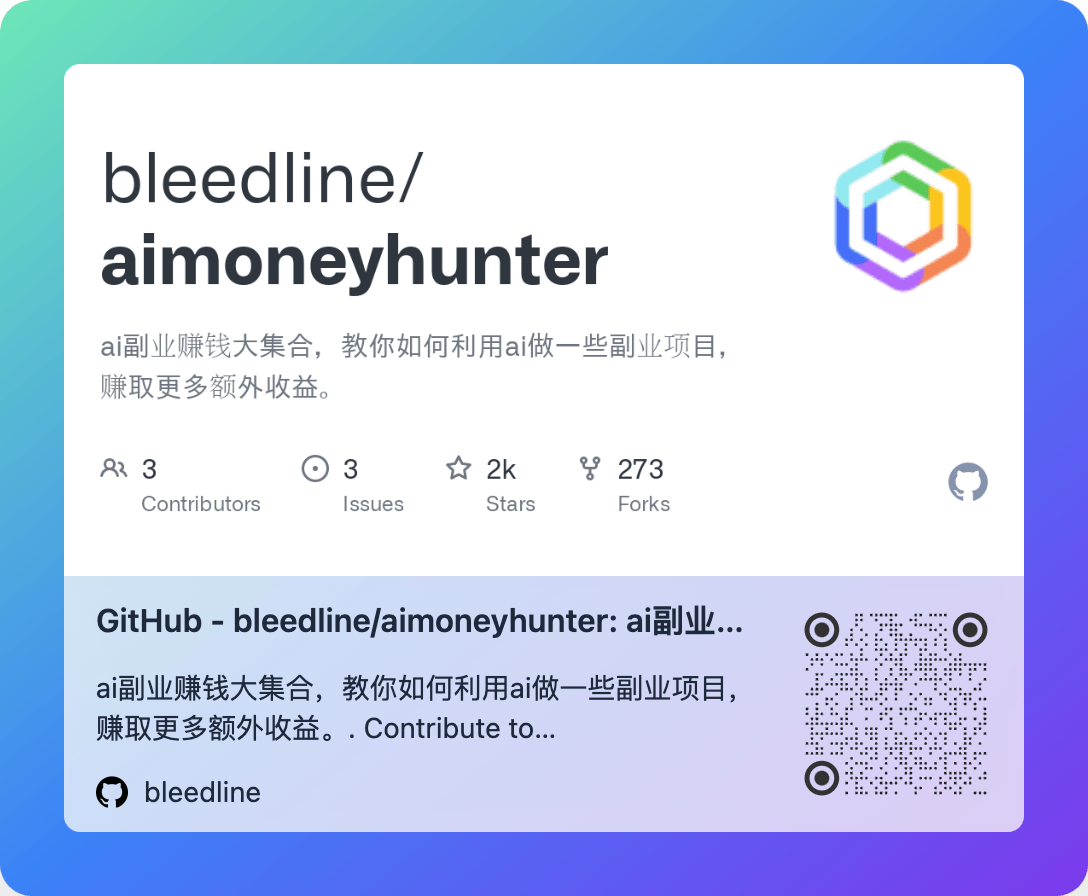 bleedline/
aimoneyhunter
ai副业赚钱大集合，教你如何利用ai做一些副业项目，
赚取更多额外收益。
3
Contributors
3
Issues
2k
Stars
273
Forks
GitHub - bleedline/aimoneyhunter: ai副业...
ai副业赚钱大集合，教你如何利用ai做一些副业项目，
赚取更多额外收益。. Contribute to...
bleedline